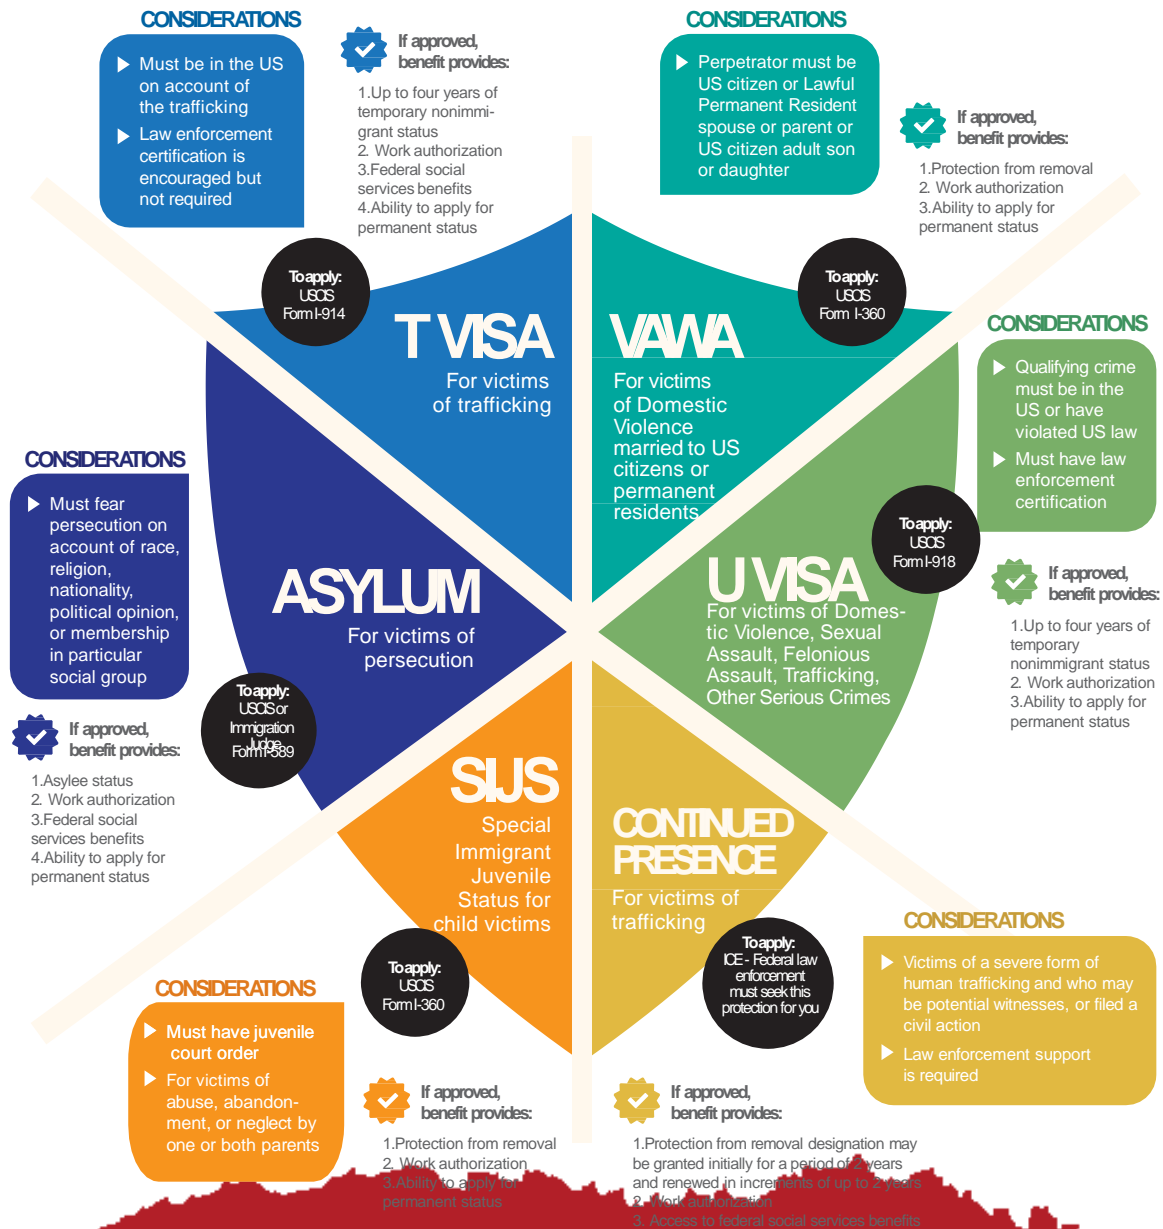 CONSIDERATIONS
Must be in the US
on account of
the trafficking
Law enforcement
certification is
encouraged but
not required
If approved,
benefit provides:
1.Up to four years of
temporary nonimmi-
grant status
2. Work authorization
3.Federal social
services benefits
4.Ability to apply for
permanent status
To apply:
USCIS
Form I-914
T VISA
For victims
of trafficking
CONSIDERATIONS
Perpetrator must be
US citizen or Lawful
Permanent Resident
spouse or parent or
US citizen adult son
or daughter
If approved,
benefit provides:
1.Protection from removal
2. Work authorization
3.Ability to apply for
permanent status
To apply:
USCIS
Form I-360
VAWA
For victims
of Domestic
Violence
married to US
citizens or
permanent
residents
CONSIDERATIONS
Qualifying crime
must be in the
US or have
violated US law
Must have law
enforcement
certification
To apply:
USCIS
Form I-918
If approved,
benefit provides:
1.Up to four years of
temporary
nonimmigrant status
2. Work authorization
3.Ability to apply for
permanent status
U VISA
For victims of Domes-
tic Violence, Sexual
Assault, Felonious
Assault, Trafficking,
Other Serious Crimes
CONSIDERATIONS
Must fear
persecution on
account of race,
religion,
nationality,
political opinion,
or membership
in particular
social group
ASYLUM
For victims of
persecution
To apply:
USCIS or
Immigration
Judge
Form I-589
If approved,
benefit provides:
1.Asylee status
2. Work authorization
3.Federal social
services benefits
4.Ability to apply for
permanent status
SIJS
Special
Immigrant
Juvenile
Status for
child victims
To apply:
USCIS
Form I-360
CONSIDERATIONS
Must have juvenile
court order
For victims of
abuse, abandon-
ment, or neglect by
one or both parents
If approved,
benefit provides:
1.Protection from removal
2. Work authorization
3.Ability to apply for
permanent status
CONTINUED
PRESENCE
For victims of
trafficking
To apply:
ICE - Federal law
enforcement
must seek this
protection for you
CONSIDERATIONS
Victims of a severe form of
human trafficking and who may
be potential witnesses, or filed a
civil action
Law enforcement support
is required
If approved,
benefit provides:
1.Protection from removal designation may
be granted initially for a period of 2 years
and renewed in increments of up to 2 years
2. Work authorization
3. Access to federal social services benefits